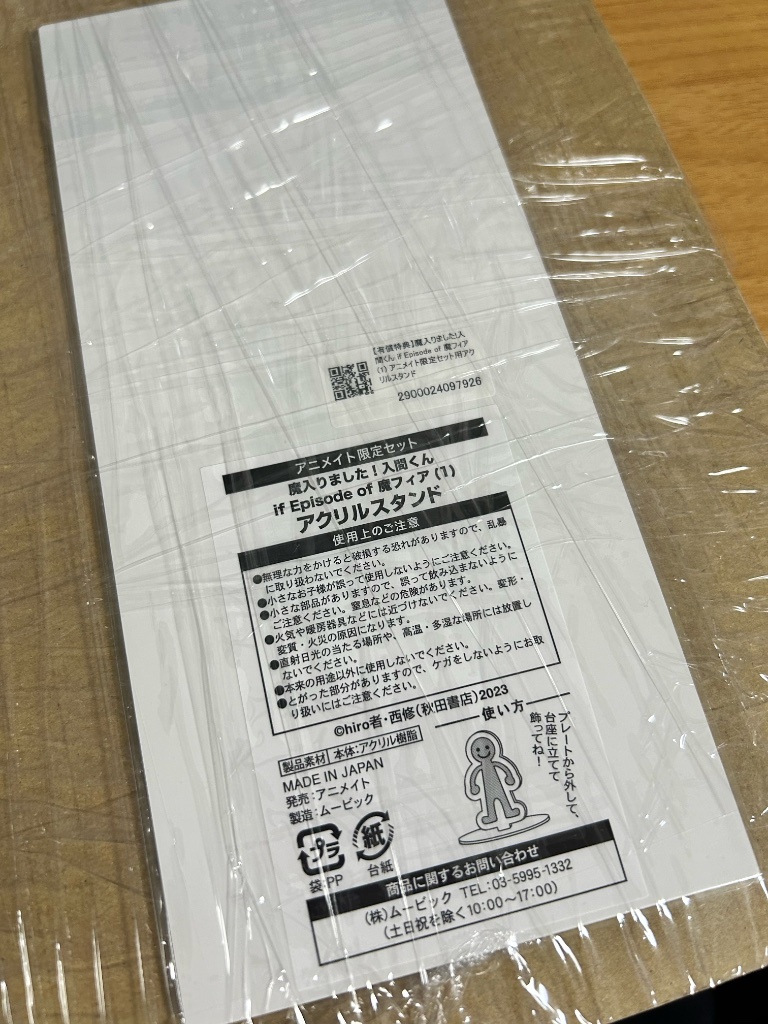 【有償特典】魔入りました!入
間くん if Episode of 魔フィア
(1) アニメイト限定セット用アク
リルスタンド
2900024097926
アニメイト限定セット
魔入りました！入間くん
if Episode of 魔フィア (1)
アクリルスタンド
使用上のご注意
●無理な力をかけると破損する恐れがありますので、乱暴
に取り扱わないでください。
●小さなお子様が誤って使用しないようにご注意ください。
●小さな部品がありますので、誤って飲み込まないように
ご注意ください。窒息などの危険があります。
●火気や暖房器具などには近づけないでください。変形・
変質・火災の原因になります。
●直射日光の当たる場所や、高温・多湿な場所には放置し
ないでください。
●本来の用途以外に使用しないでください。
●とがった部分がありますので、ケガをしないようにお取
り扱いにはご注意ください。
©hiro者・西修(秋田書店)2023
製品素材 本体:アクリル樹脂
MADE IN JAPAN
発売:アニメイト
製造:ムービック
プラ
袋:PP
紙
台紙
使い方
プレートから外して、
台座に立てて
飾ってね！
商品に関するお問い合わせ
(株)ムービック TEL:03-5995-1332
(土日祝を除く10:00～17:00)